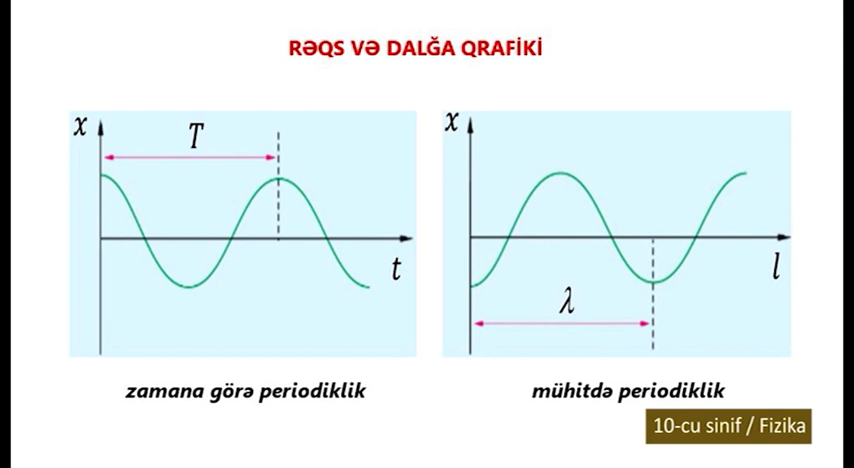 RƏQS VƏ DALĞA QRAFİKİ
x
T
t
zamana görə periodiklik
x
λ
l
mühitdə periodiklik
10-cu sinif / Fizika